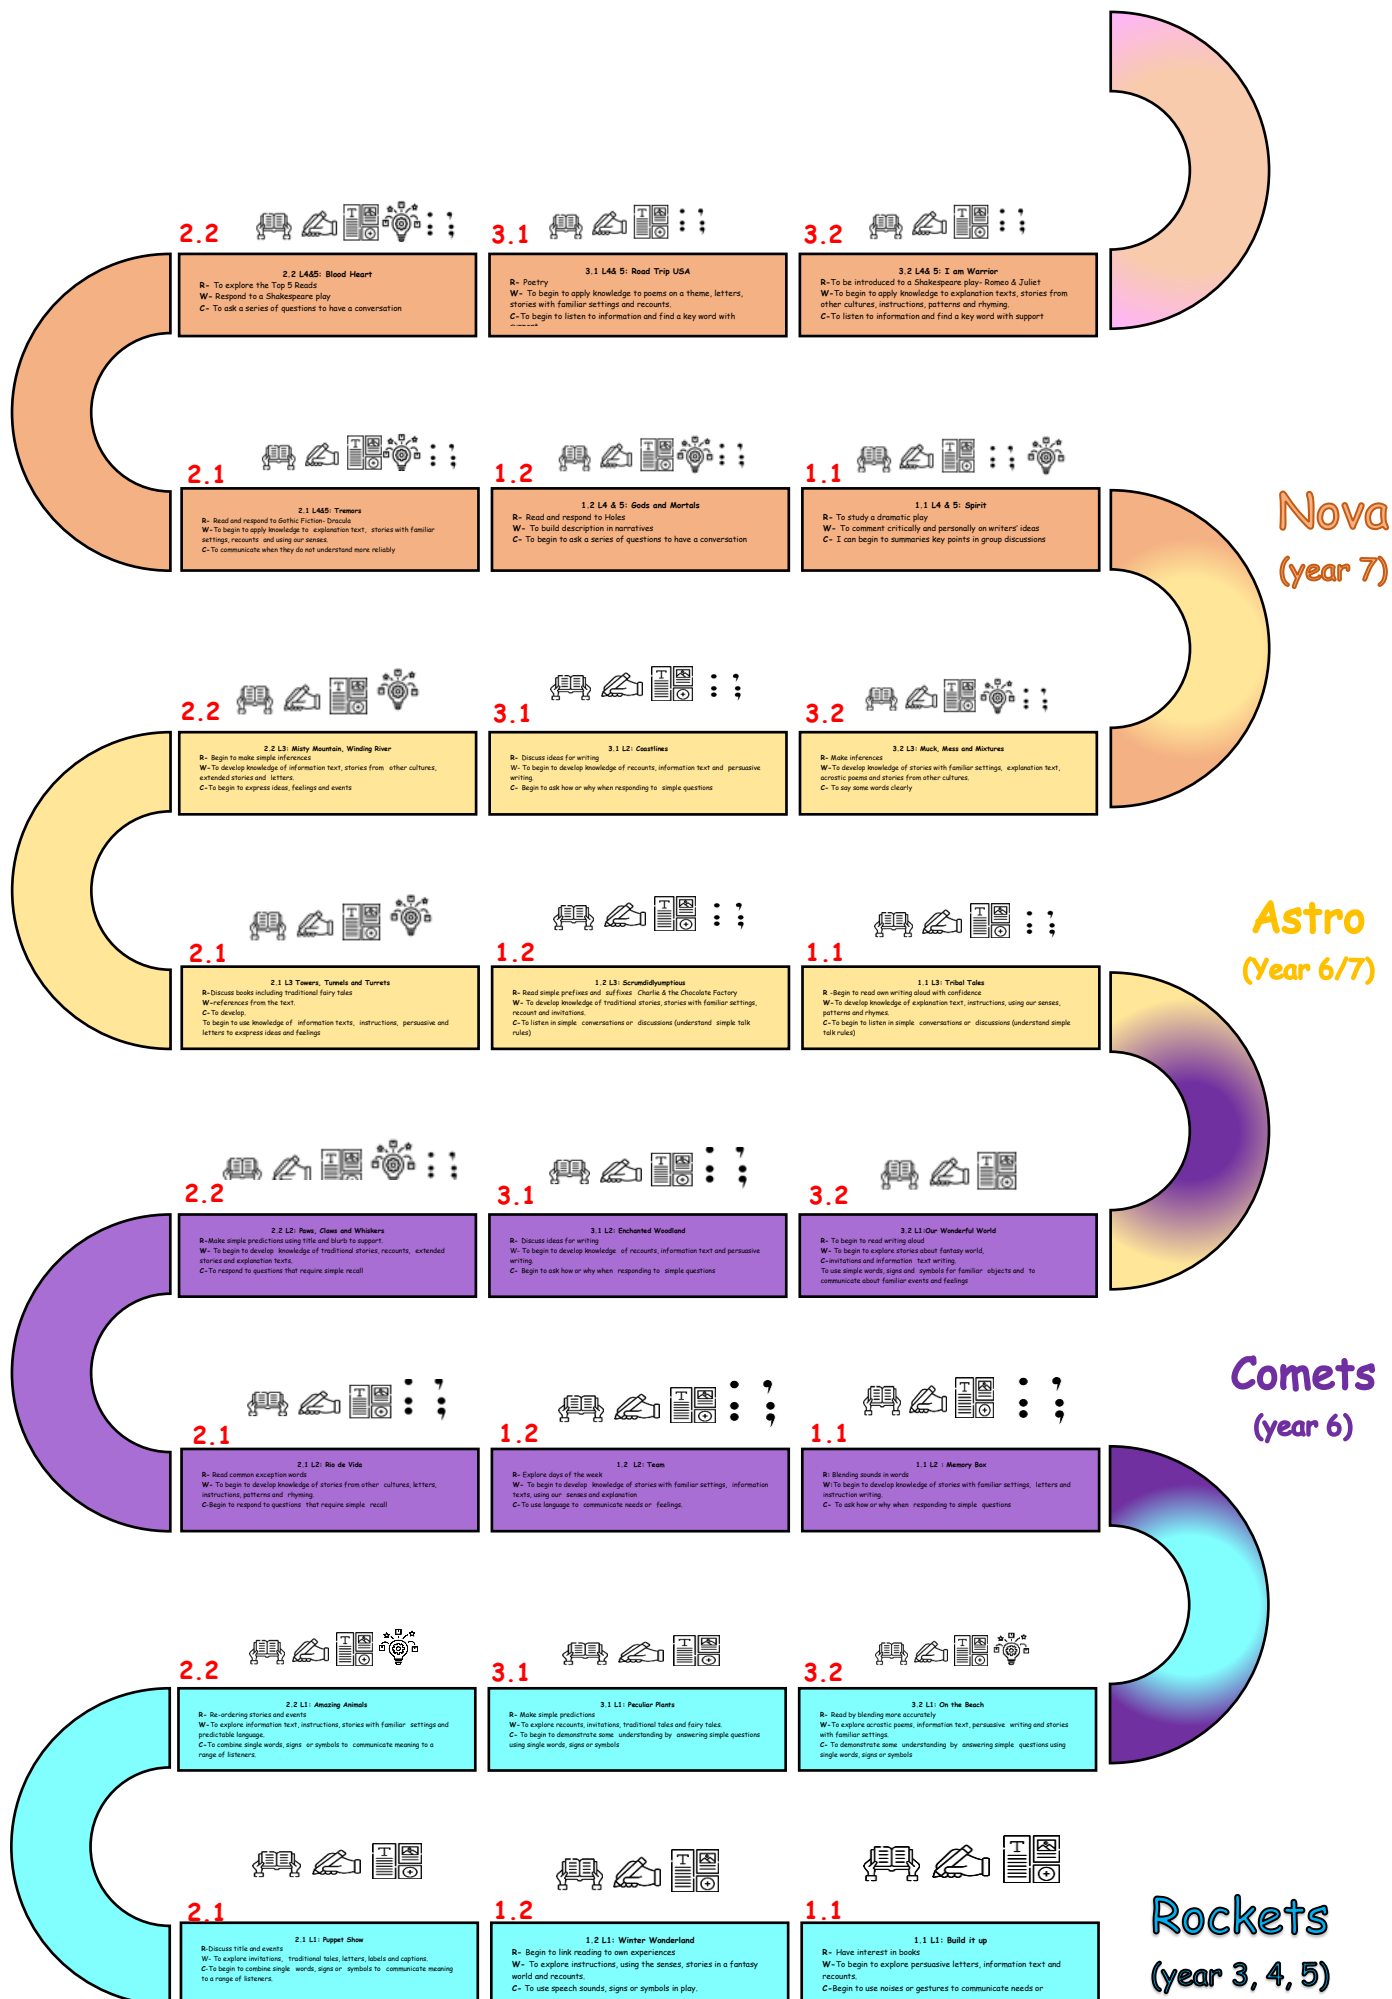 2.2
3.1
3.2
2.2 L4&5: Blood Heart
R- To explore the Top 5 Reads
W- Respond to a Shakespeare play
C- To ask a series of questions to have a conversation
3.1 L4& 5: Road Trip USA
R- Poetry
W- To begin to apply knowledge to poems on a theme, letters,
stories with familiar settings and recounts.
C-To begin to listen to information and find a key word with
3.2 L4& 5: I am Warrior
R-To be introduced to a Shakespeare play- Romeo & Juliet
W-To begin to apply knowledge to explanation texts, stories from
other cultures, instructions, patterns and rhyming.
C-To listen to information and find a key word with support
2.1
1.2
1.1
2.1 L4&5: Tremors
R- Read and respond to Gothic Fiction- Dracula
W-To begin to apply knowledge to explanation text, stories with familiar
settings, recounts and using our senses.
C-To communicate when they do not understand more reliably
1.2 L4 & 5: Gods and Mortals
R- Read and respond to Holes
W- To build description in narratives
C- To begin to ask a series of questions to have a conversation
1.1 L4 & 5: Spirit
R- To study a dramatic play
W- To comment critically and personally on writers' ideas
C- I can begin to summaries key points in group discussions
Nova
(year 7)
2.2
3.1
3.2
2.2 L3: Misty Mountain, Winding River
R- Begin to make simple inferences
W-To develop knowledge of information text, stories from other cultures,
extended stories and letters.
C-To begin to express ideas, feelings and events
3.1 L2: Coastlines
R- Discuss ideas for writing
W- To begin to develop knowledge of recounts, information text and persuasive
writing.
C- Begin to ask how or why when responding to simple questions
3.2 L3: Muck, Mess and Mixtures
R- Make inferences
W-To develop knowledge of stories with familiar settings, explanation text,
acrostic poems and stories from other cultures.
C- To say some words clearly
Astro
(Year 6/7)
2.1
1.2
1.1
2.1 L3 Towers, Tunnels and Turrets
R-Discuss books including traditional fairy tales
W-references from the text.
C-To develop.
To begin to use knowledge of information texts, instructions, persuasive and
letters to exspress ideas and feelings
1.2 L3: Scrumdidlyumptious
R- Read simple prefixes and suffixes Charlie & the Chocolate Factory
W- To develop knowledge of traditional stories, stories with familiar settings,
recount and invitations.
C-To listen in simple conversations or discussions (understand simple talk
rules)
1.1 L3: Tribal Tales
R -Begin to read own writing aloud with confidence
W-To develop knowledge of explanation text, instructions, using our senses,
patterns and rhymes.
C-To begin to listen in simple conversations or discussions (understand simple
talk rules)
2.2
3.1
3.2
2.2 L2: Paws, Claws and Whiskers
R-Make simple predictions using title and blurb to support.
W- To begin to develop knowledge of traditional stories, recounts, extended
stories and explanation texts.
C-To respond to questions that require simple recall
3.1 L2: Enchanted Woodland
R- Discuss ideas for writing
W- To begin to develop knowledge of recounts, information text and persuasive
writing.
C- Begin to ask how or why when responding to simple questions
3.2 L1:Our Wonderful World
R- To begin to read writing aloud
W- To begin to explore stories about fantasy world,
C-invitations and information text writing.
To use simple words, signs and symbols for familiar objects and to
communicate about familiar events and feelings
Comets
(year 6)
2.1
1.2
1.1
2.1 L2: Rio de Vida
R- Read common exception words
W- To begin to develop knowledge of stories from other cultures, letters,
instructions, patterns and rhyming.
C-Begin to respond to questions that require simple recall
1.2 L2: Team
R- Explore days of the week
W- To begin to develop knowledge of stories with familiar settings, information
texts, using our senses and explanation
C-To use language to communicate needs or feelings.
1.1 L2 : Memory Box
R: Blending sounds in words
W:To begin to develop knowledge of stories with familiar settings, letters and
instruction writing.
C- To ask how or why when responding to simple questions
2.2
3.1
3.2
2.2 L1: Amazing Animals
R- Re-ordering stories and events
W-To explore information text, instructions, stories with familiar settings and
predictable language.
C-To combine single words, signs or symbols to communicate meaning to a
range of listeners.
3.1 L1: Peculiar Plants
R- Make simple predictions
W-To explore recounts, invitations, traditional tales and fairy tales.
C- To begin to demonstrate some understanding by answering simple questions
using single words, signs or symbols
3.2 L1: On the Beach
R- Read by blending more accurately
W-To explore acrostic poems, information text, persuasive writing and stories
with familiar settings.
C- To demonstrate some understanding by answering simple questions using
single words, signs or symbols
2.1
1.2
1.1
2.1 L1: Puppet Show
R-Discuss title and events
W- To explore invitations, traditional tales, letters, labels and captions.
C-To begin to combine single words, signs or symbols to communicate meaning
to a range of listeners.
1.2 L1: Winter Wonderland
R- Begin to link reading to own experiences
W- To explore instructions, using the senses, stories in a fantasy
world and recounts.
C- To use speech sounds, signs or symbols in play.
1.1 L1: Build it up
R- Have interest in books
W-To begin to explore persuasive letters, information text and
recounts.
C-Begin to use noises or gestures to communicate needs or
Rockets
(year 3, 4, 5)